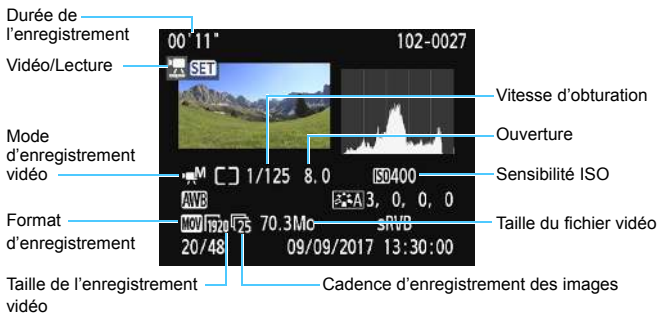 Durée de
l'enregistrement
00'11"
102-0027
Vidéo/Lecture
SET
Vitesse d'obturation
Ouverture
Mode
d'enregistrement
vidéo
M
1/125 8.0
ISO400
Sensibilité ISO
AWB
A3, 0, 0, 0
Format
d'enregistrement
MOV 1920 25 70.3Mo sRVB
Taille du fichier vidéo
20/48 09/09/2017 13:30:00
Taille de l'enregistrement
vidéo
Cadence d'enregistrement des images